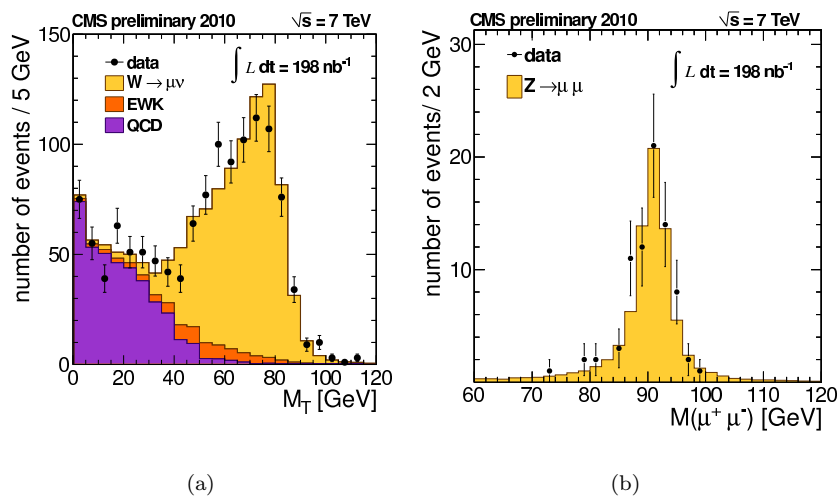 CMS preliminary 2010 √s = 7 TeV
number of events / 5 GeV
150
100
50
0
data
W → μν
EWK
QCD
∫ L dt = 198 nb⁻¹
0 20 40 60 80 100 120
M_T [GeV]
(a)
CMS preliminary 2010 √s = 7 TeV
number of events/ 2 GeV
30
20
10
data
Z → μ μ
∫ L dt = 198 nb⁻¹
60 70 80 90 100 110 120
M(μ⁺ μ⁻) [GeV]
(b)